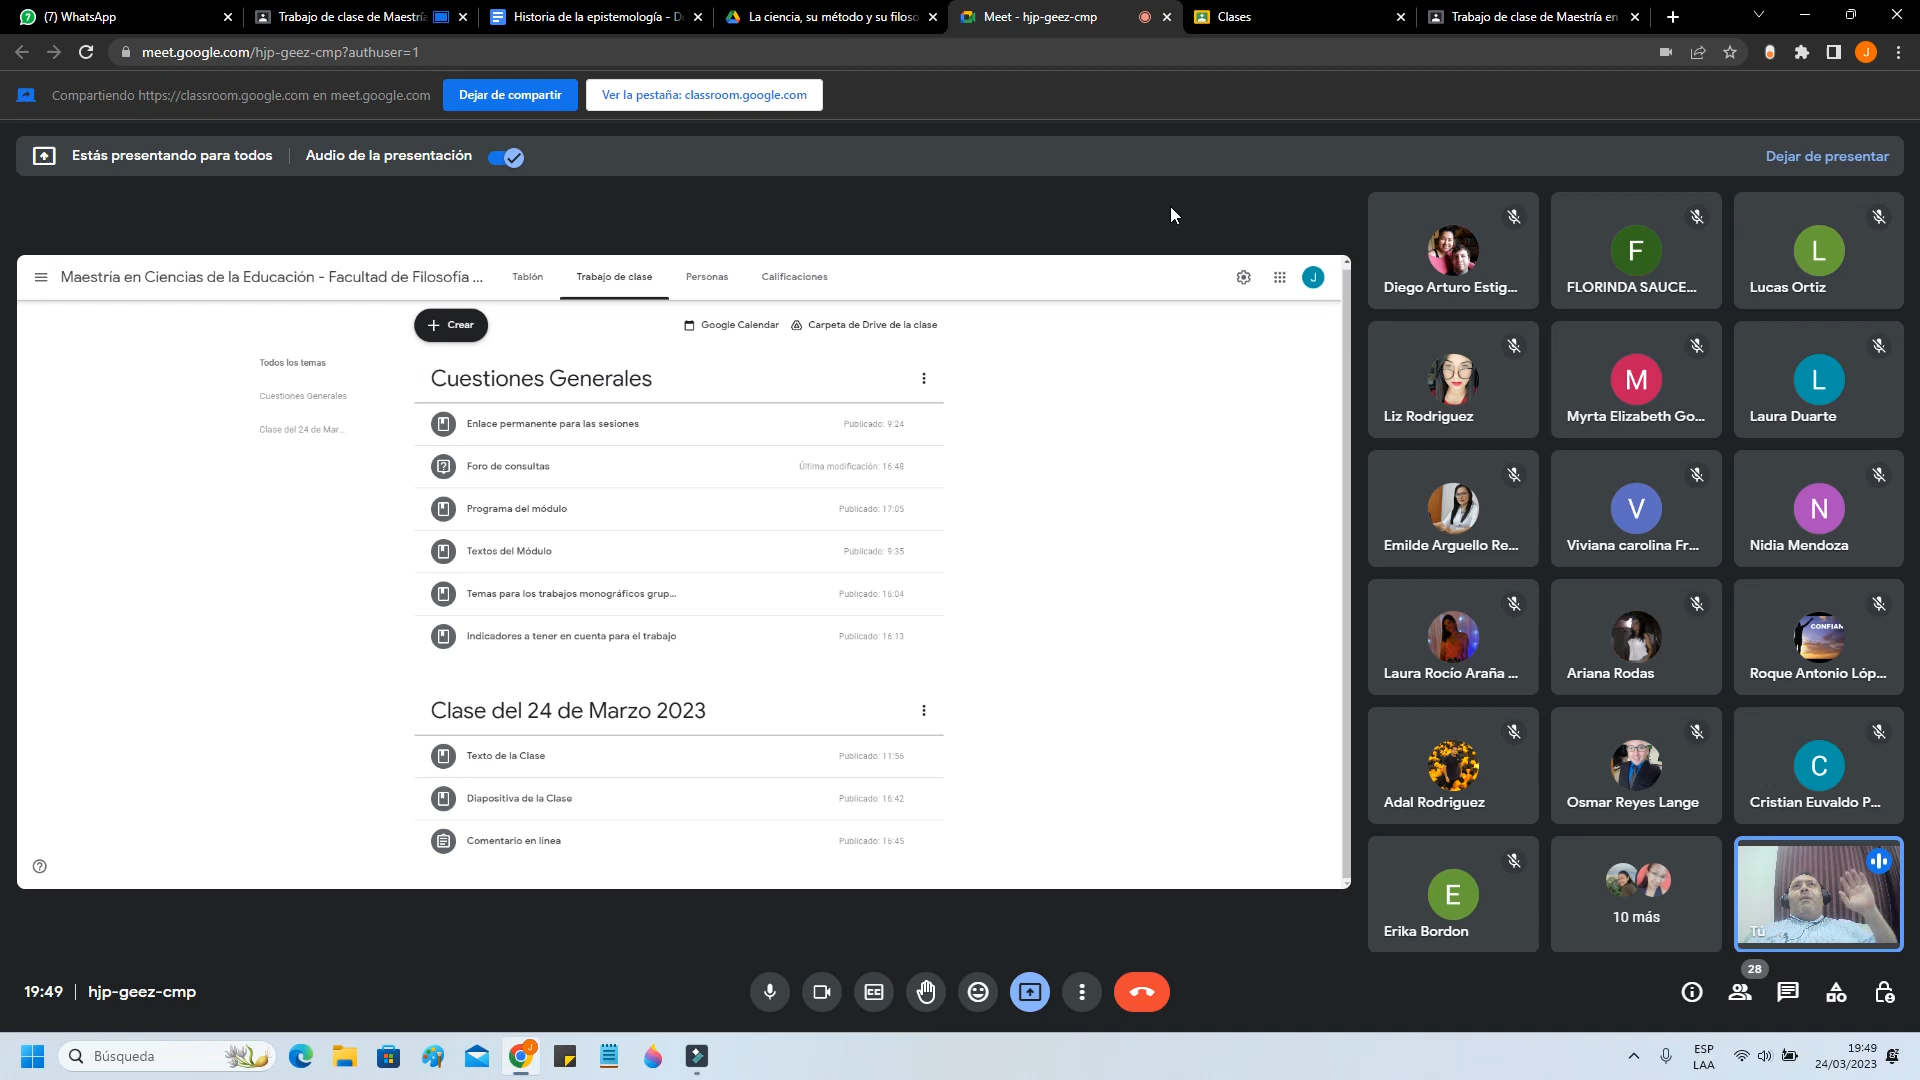 (7) WhatsApp
Trabajo de clase de Maestría
Historia de la epistemología - D
La ciencia, su método y su filoso
Meet - hjp-geez-cmp
Clases
Trabajo de clase de Maestría en
meet.google.com/hjp-geez-cmp?authuser=1
J
Compartiendo https://classroom.google.com en meet.google.com
Dejar de compartir
Ver la pestaña: classroom.google.com
Estás presentando para todos
Audio de la presentación
Dejar de presentar
Maestría en Ciencias de la Educación - Facultad de Filosofía ...
Tablón
Trabajo de clase
Personas
Calificaciones
J
Crear
Google Calendar
Carpeta de Drive de la clase
Todos los temas
Cuestiones Generales
Clase del 24 de Mar...
Cuestiones Generales
Enlace permanente para las sesiones
Publicado: 9:24
Foro de consultas
Última modificación: 16:48
Programa del módulo
Publicado: 17:05
Textos del Módulo
Publicado: 9:35
Temas para los trabajos monográficos grup...
Publicado: 16:04
Indicadores a tener en cuenta para el trabajo
Publicado: 16:13
Clase del 24 de Marzo 2023
Texto de la Clase
Publicado: 11:56
Diapositiva de la Clase
Publicado: 16:42
Comentario en línea
Publicado: 16:45
Diego Arturo Estig...
F
FLORINDA SAUCE...
L
Lucas Ortiz
Liz Rodriguez
M
Myrta Elizabeth Go...
L
Laura Duarte
Emilde Arguello Re...
V
Viviana carolina Fr...
N
Nidia Mendoza
Laura Rocío Araña ...
Ariana Rodas
CONFIAN
Roque Antonio Lóp...
Adal Rodriguez
Osmar Reyes Lange
C
Cristian Euvaldo P...
E
Erika Bordon
10 más
Tú
19:49 | hjp-geez-cmp
28
Búsqueda
J
ESP
LAA
19:49
24/03/2023